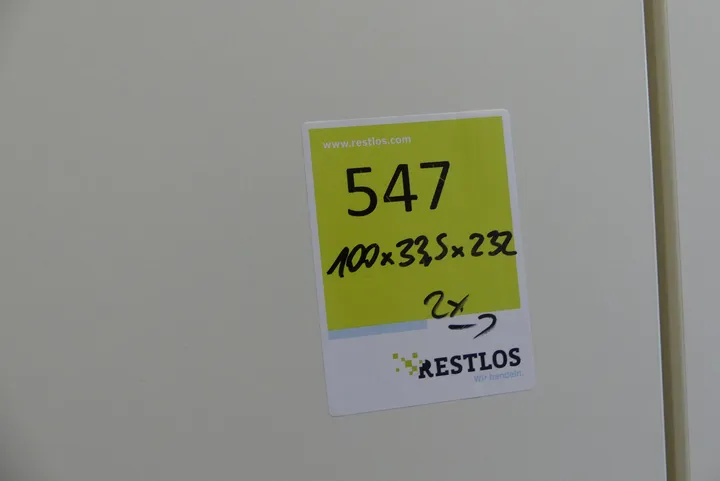 www.restlos.com
547
100x33,5x232
2x
→
RESTLOS
Wir handeln.